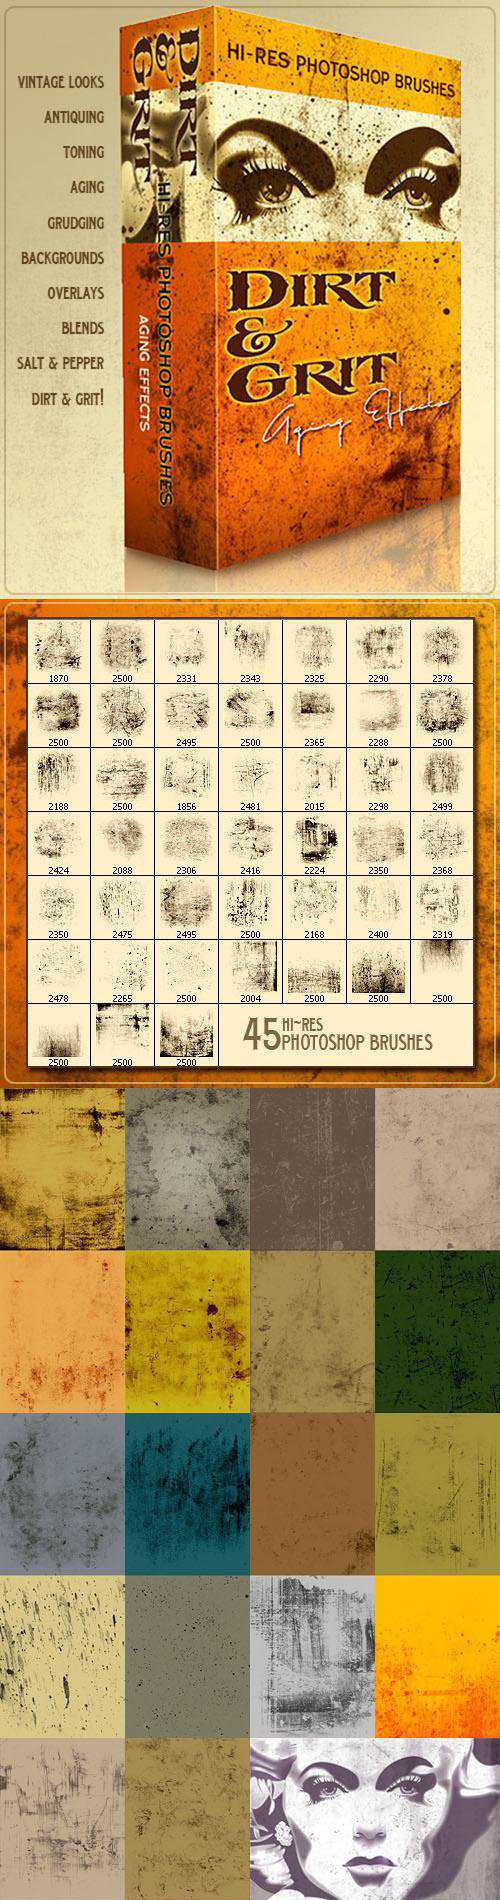 VINTAGE LOOKS
ANTIQUING
TONING
AGING
GRUDGING
BACKGROUNDS
OVERLAYS
BLENDS
SALT & PEPPER
DIRT & GRIT!
DIRT
&
GRIT
HI-RES PHOTOSHOP BRUSHES
AGING EFFECTS
HI-RES PHOTOSHOP BRUSHES
DIRT
&
GRIT
Aging Effects
1870 2500 2331 2343 2325 2290 2378
2500 2500 2495 2500 2365 2288 2500
2188 2500 1856 2481 2015 2298 2499
2424 2088 2306 2416 2224 2350 2368
2350 2475 2495 2500 2168 2400 2319
2478 2265 2500 2004 2500 2500 2500
2500 2500 2500
45 HI-RES
PHOTOSHOP BRUSHES